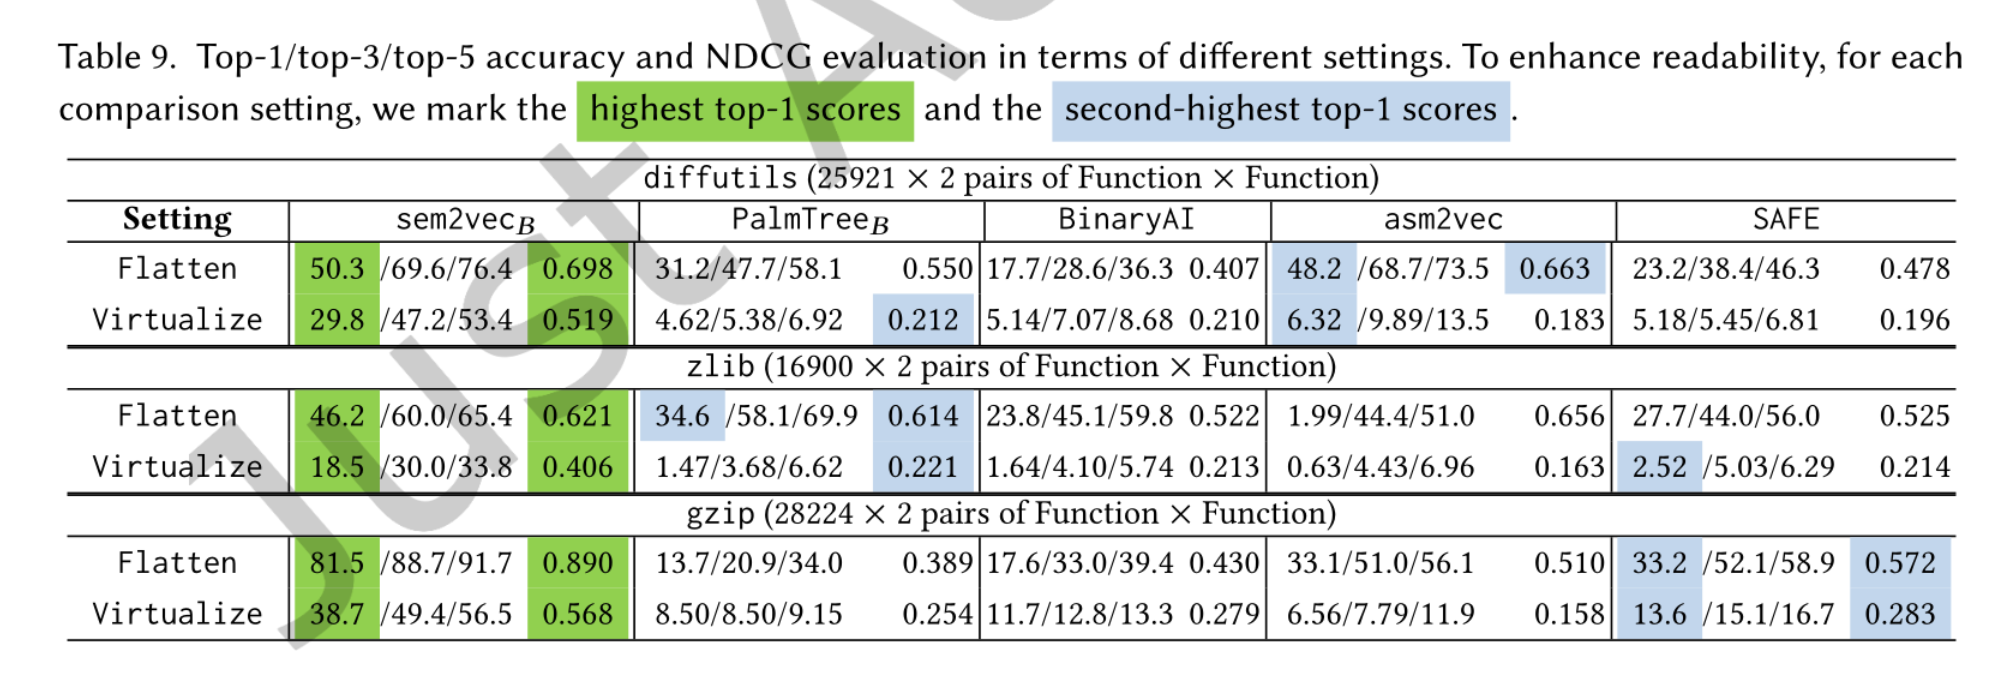 Table 9. Top-1/top-3/top-5 accuracy and NDCG evaluation in terms of different settings. To enhance readability, for each
comparison setting, we mark the highest top-1 scores and the second-highest top-1 scores .
diffutils (25921 × 2 pairs of Function × Function)
Setting sem2vecB PalmTreeB BinaryAI asm2vec SAFE
Flatten 50.3 /69.6/76.4 0.698 31.2/47.7/58.1 0.550 17.7/28.6/36.3 0.407 48.2 /68.7/73.5 0.663 23.2/38.4/46.3 0.478
Virtualize 29.8 /47.2/53.4 0.519 4.62/5.38/6.92 0.212 5.14/7.07/8.68 0.210 6.32 /9.89/13.5 0.183 5.18/5.45/6.81 0.196
zlib (16900 × 2 pairs of Function × Function)
Flatten 46.2 /60.0/65.4 0.621 34.6 /58.1/69.9 0.614 23.8/45.1/59.8 0.522 1.99/44.4/51.0 0.656 27.7/44.0/56.0 0.525
Virtualize 18.5 /30.0/33.8 0.406 1.47/3.68/6.62 0.221 1.64/4.10/5.74 0.213 0.63/4.43/6.96 0.163 2.52 /5.03/6.29 0.214
gzip (28224 × 2 pairs of Function × Function)
Flatten 81.5 /88.7/91.7 0.890 13.7/20.9/34.0 0.389 17.6/33.0/39.4 0.430 33.1/51.0/56.1 0.510 33.2 /52.1/58.9 0.572
Virtualize 38.7 /49.4/56.5 0.568 8.50/8.50/9.15 0.254 11.7/12.8/13.3 0.279 6.56/7.79/11.9 0.158 13.6 /15.1/16.7 0.283
Just